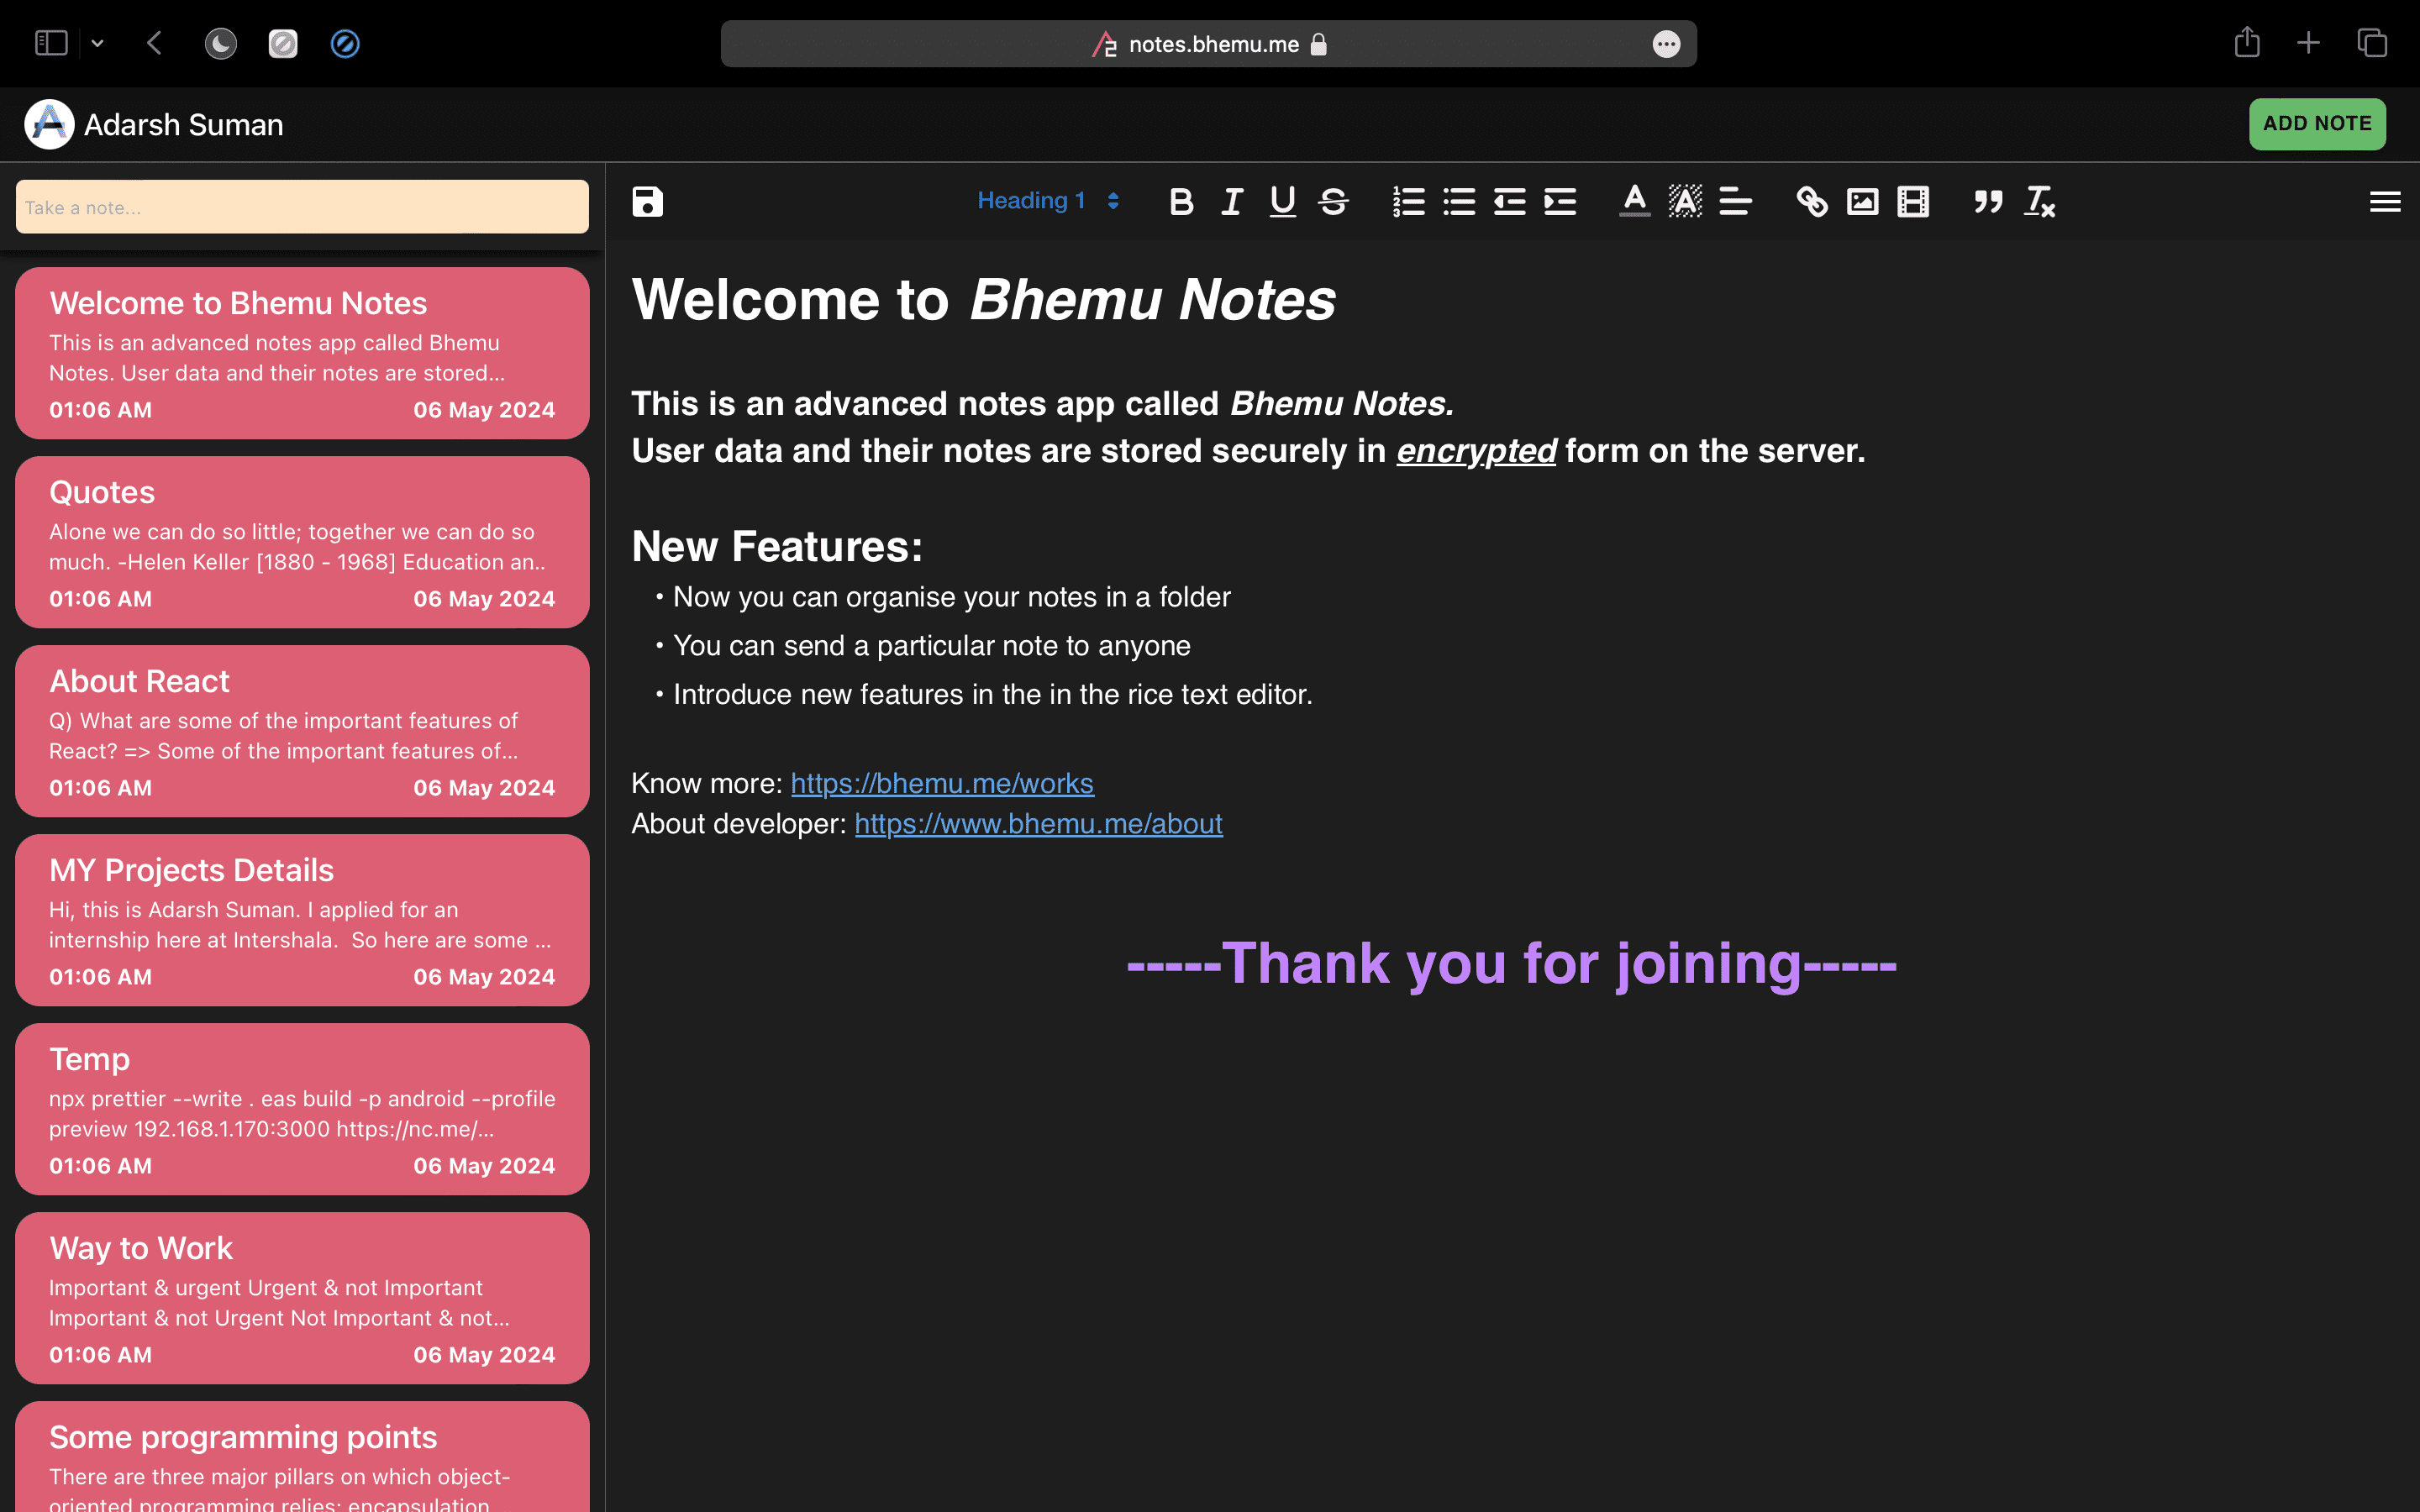 notes.bhemu.me
Adarsh Suman
ADD NOTE
Take a note...
Welcome to Bhemu Notes
This is an advanced notes app called Bhemu
Notes. User data and their notes are stored...
01:06 AM 06 May 2024
Quotes
Alone we can do so little; together we can do so
much. -Helen Keller [1880 - 1968] Education an..
01:06 AM 06 May 2024
About React
Q) What are some of the important features of
React? => Some of the important features of...
01:06 AM 06 May 2024
MY Projects Details
Hi, this is Adarsh Suman. I applied for an
internship here at Intershala.  So here are some ...
01:06 AM 06 May 2024
Temp
npx prettier --write . eas build -p android --profile
preview 192.168.1.170:3000 https://nc.me/...
01:06 AM 06 May 2024
Way to Work
Important & urgent Urgent & not Important
Important & not Urgent Not Important & not...
01:06 AM 06 May 2024
Some programming points
There are three major pillars on which object-
oriented programming relies: encapsulation
Heading 1
Welcome to Bhemu Notes
This is an advanced notes app called Bhemu Notes.
User data and their notes are stored securely in encrypted form on the server.
New Features:
• Now you can organise your notes in a folder
• You can send a particular note to anyone
• Introduce new features in the in the rice text editor.
Know more: https://bhemu.me/works
About developer: https://www.bhemu.me/about
-----Thank you for joining-----